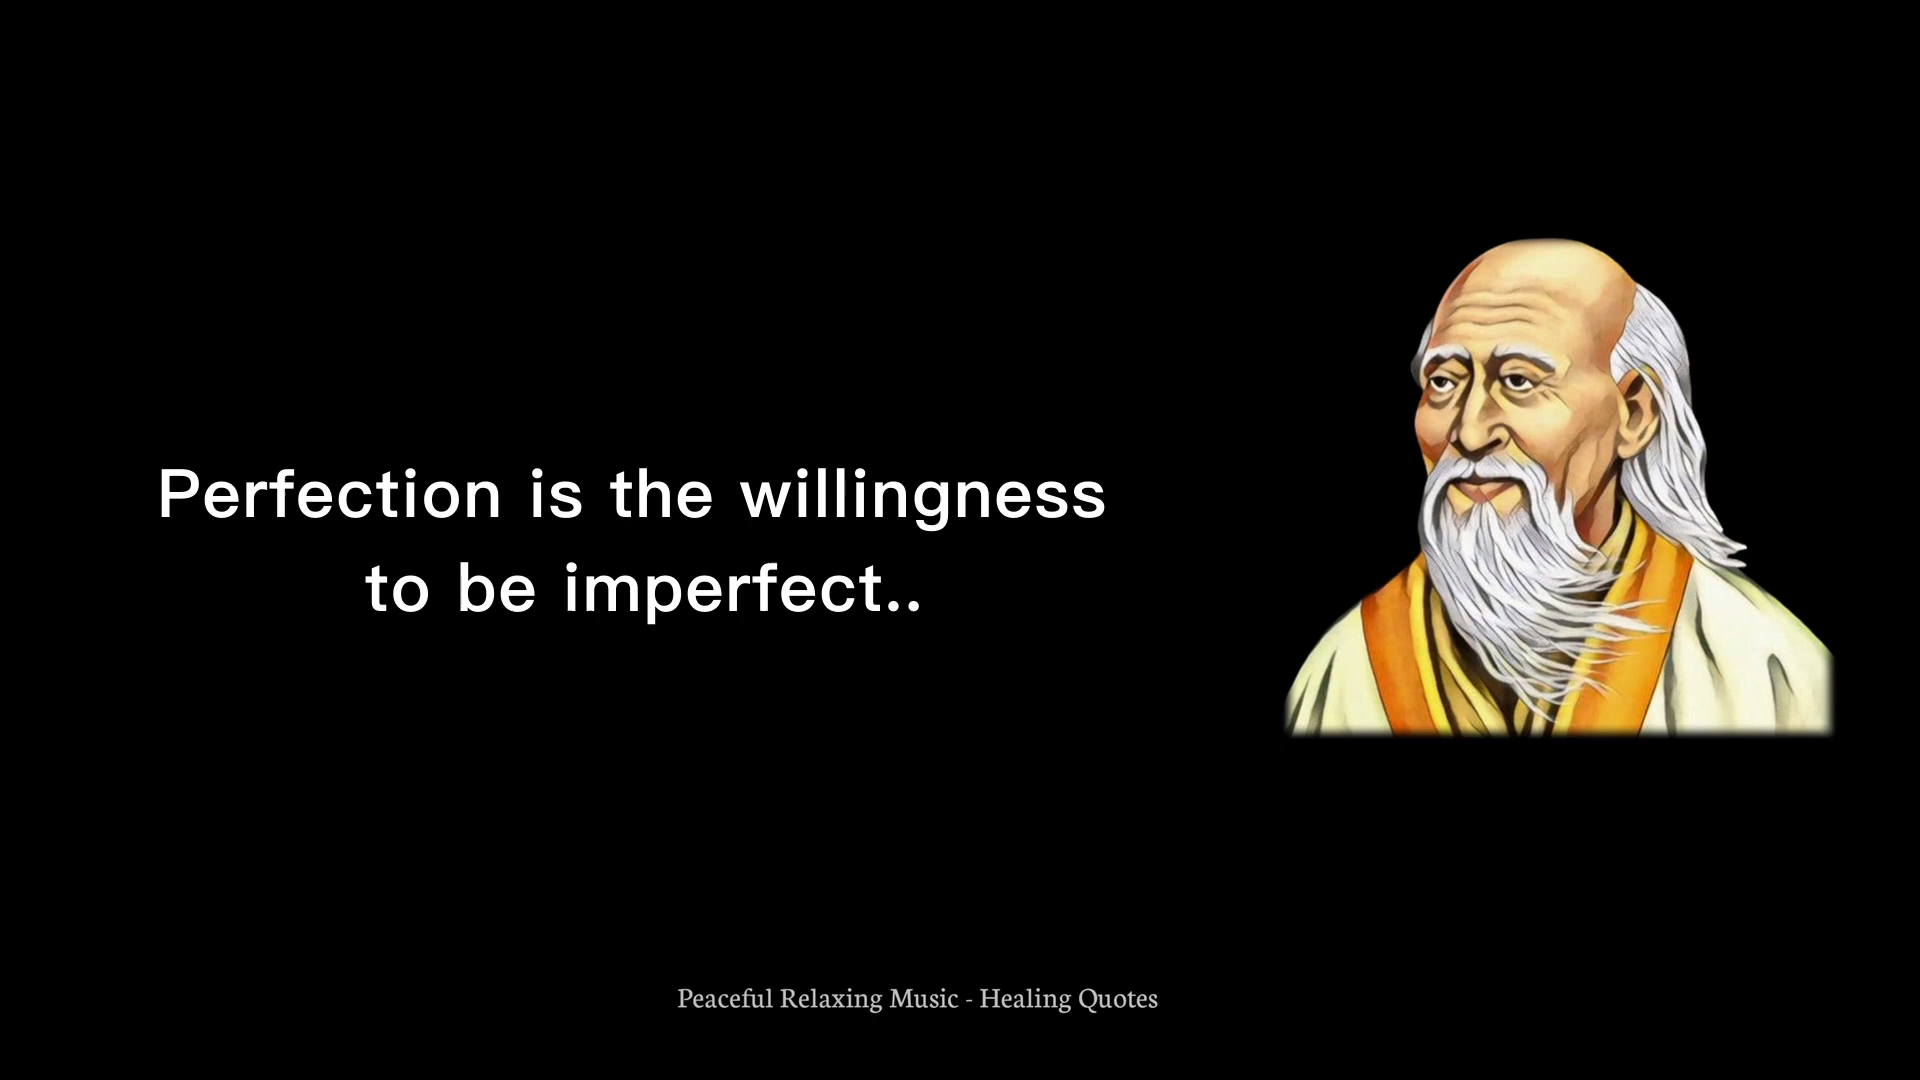 Perfection is the willingness
to be imperfect..
Peaceful Relaxing Music - Healing Quotes